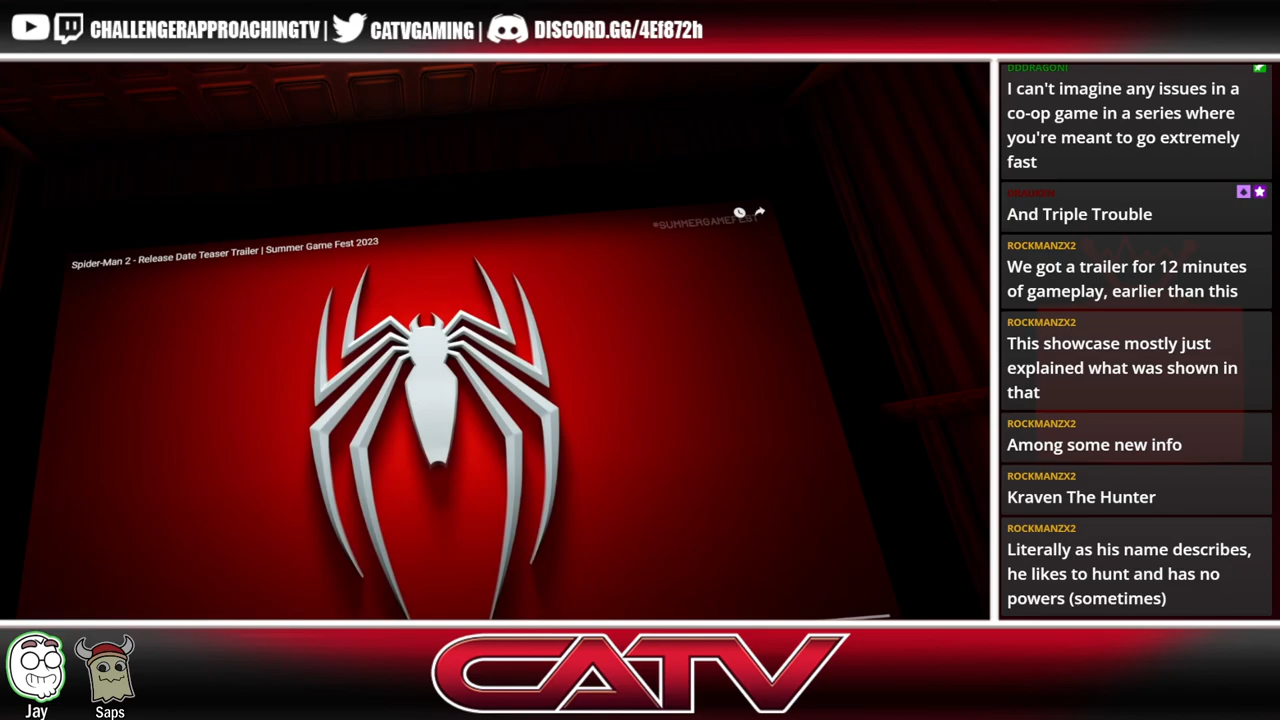 CHALLENGERAPPROACHINGTV | CATVGAMING | DISCORD.GG/4Ef872h
Spider-Man 2 - Release Date Teaser Trailer | Summer Game Fest 2023
#SUMMERGAMEFEST
DDDRAGONI
I can't imagine any issues in a
co-op game in a series where
you're meant to go extremely
fast
And Triple Trouble
ROCKMANZX2
We got a trailer for 12 minutes
of gameplay, earlier than this
ROCKMANZX2
This showcase mostly just
explained what was shown in
that
ROCKMANZX2
Among some new info
ROCKMANZX2
Kraven The Hunter
ROCKMANZX2
Literally as his name describes,
he likes to hunt and has no
powers (sometimes)
Jay
Saps
CATV